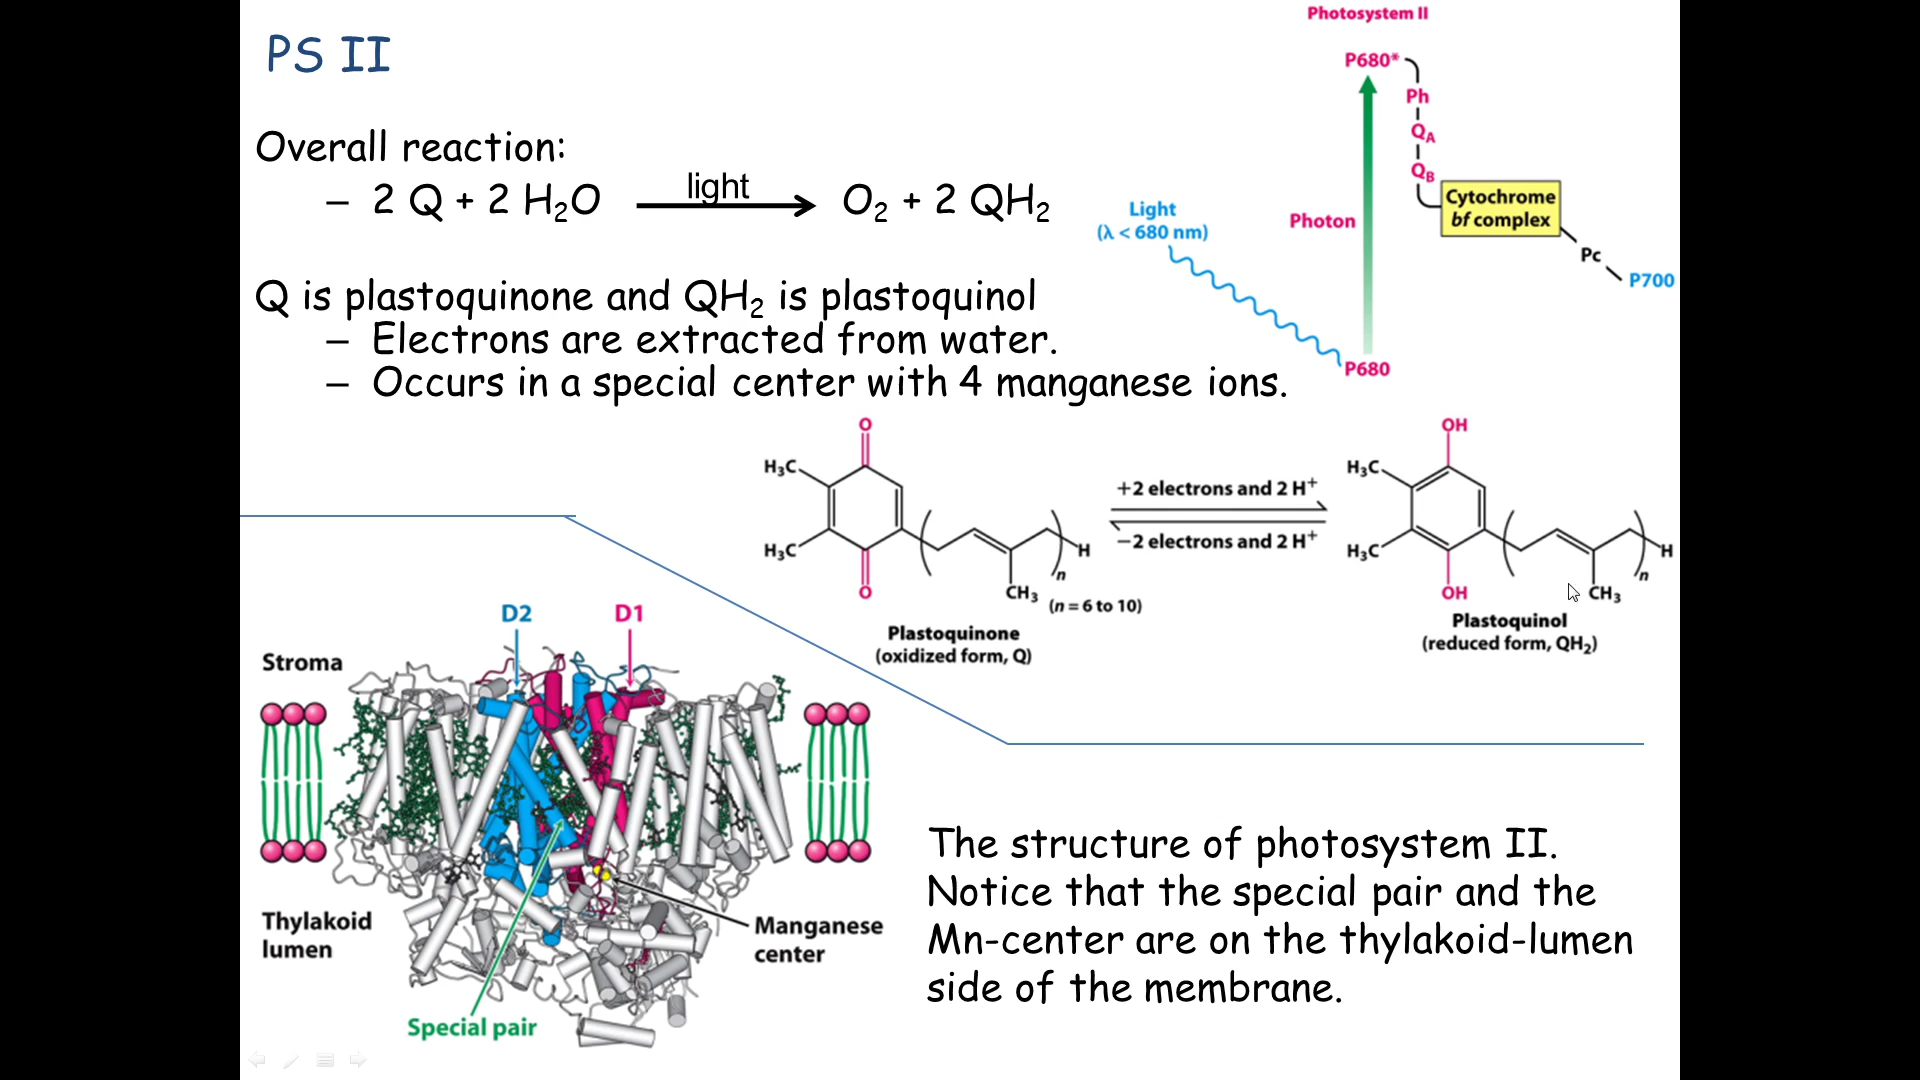 PS II
Overall reaction:
– 2 Q + 2 H₂O light O₂ + 2 QH₂
Q is plastoquinone and QH₂ is plastoquinol
– Electrons are extracted from water.
– Occurs in a special center with 4 manganese ions.
Photosystem II
P680*
Ph
Q_A
Q_B
Cytochrome
bf complex
Pc
P700
Light
(λ < 680 nm)
Photon
P680
O
H₃C
H₃C
O
H
n
CH₃
(n = 6 to 10)
Plastoquinone
(oxidized form, Q)
+2 electrons and 2 H⁺
−2 electrons and 2 H⁺
OH
H₃C
H₃C
OH
H
n
CH₃
Plastoquinol
(reduced form, QH₂)
D2
D1
Stroma
Thylakoid
lumen
Manganese
center
Special pair
The structure of photosystem II.
Notice that the special pair and the
Mn-center are on the thylakoid-lumen
side of the membrane.